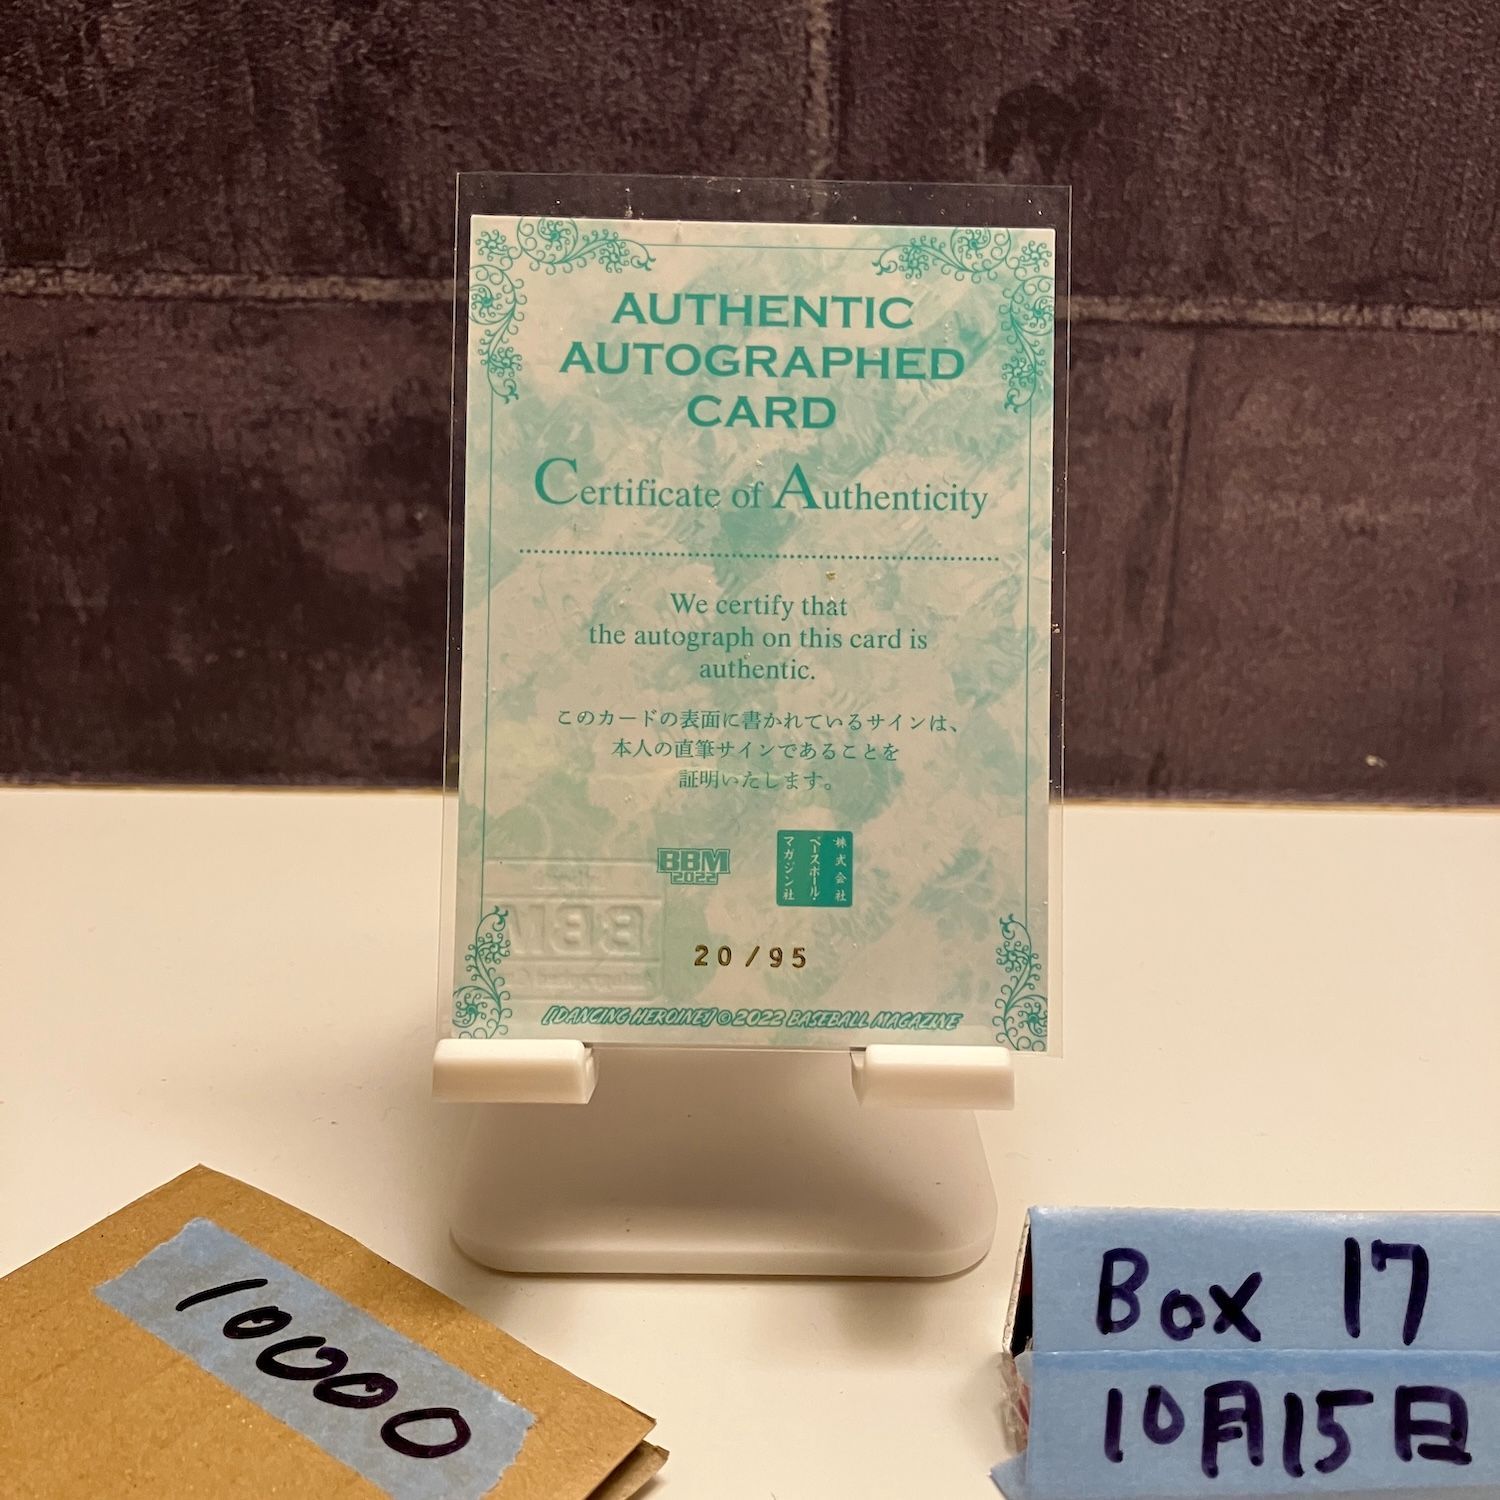 AUTHENTIC
AUTOGRAPHED
CARD
Certificate of Authenticity
We certify that
the autograph on this card is
authentic.
このカードの表面に書かれているサインは、
本人の直筆サインであることを
証明いたします。
BBM
2022
株式会社
ベースボール・
マガジン社
20/95
[DANCING HEROINE] © 2022 BASEBALL MAGAZINE
10000
Box 17
10月15日